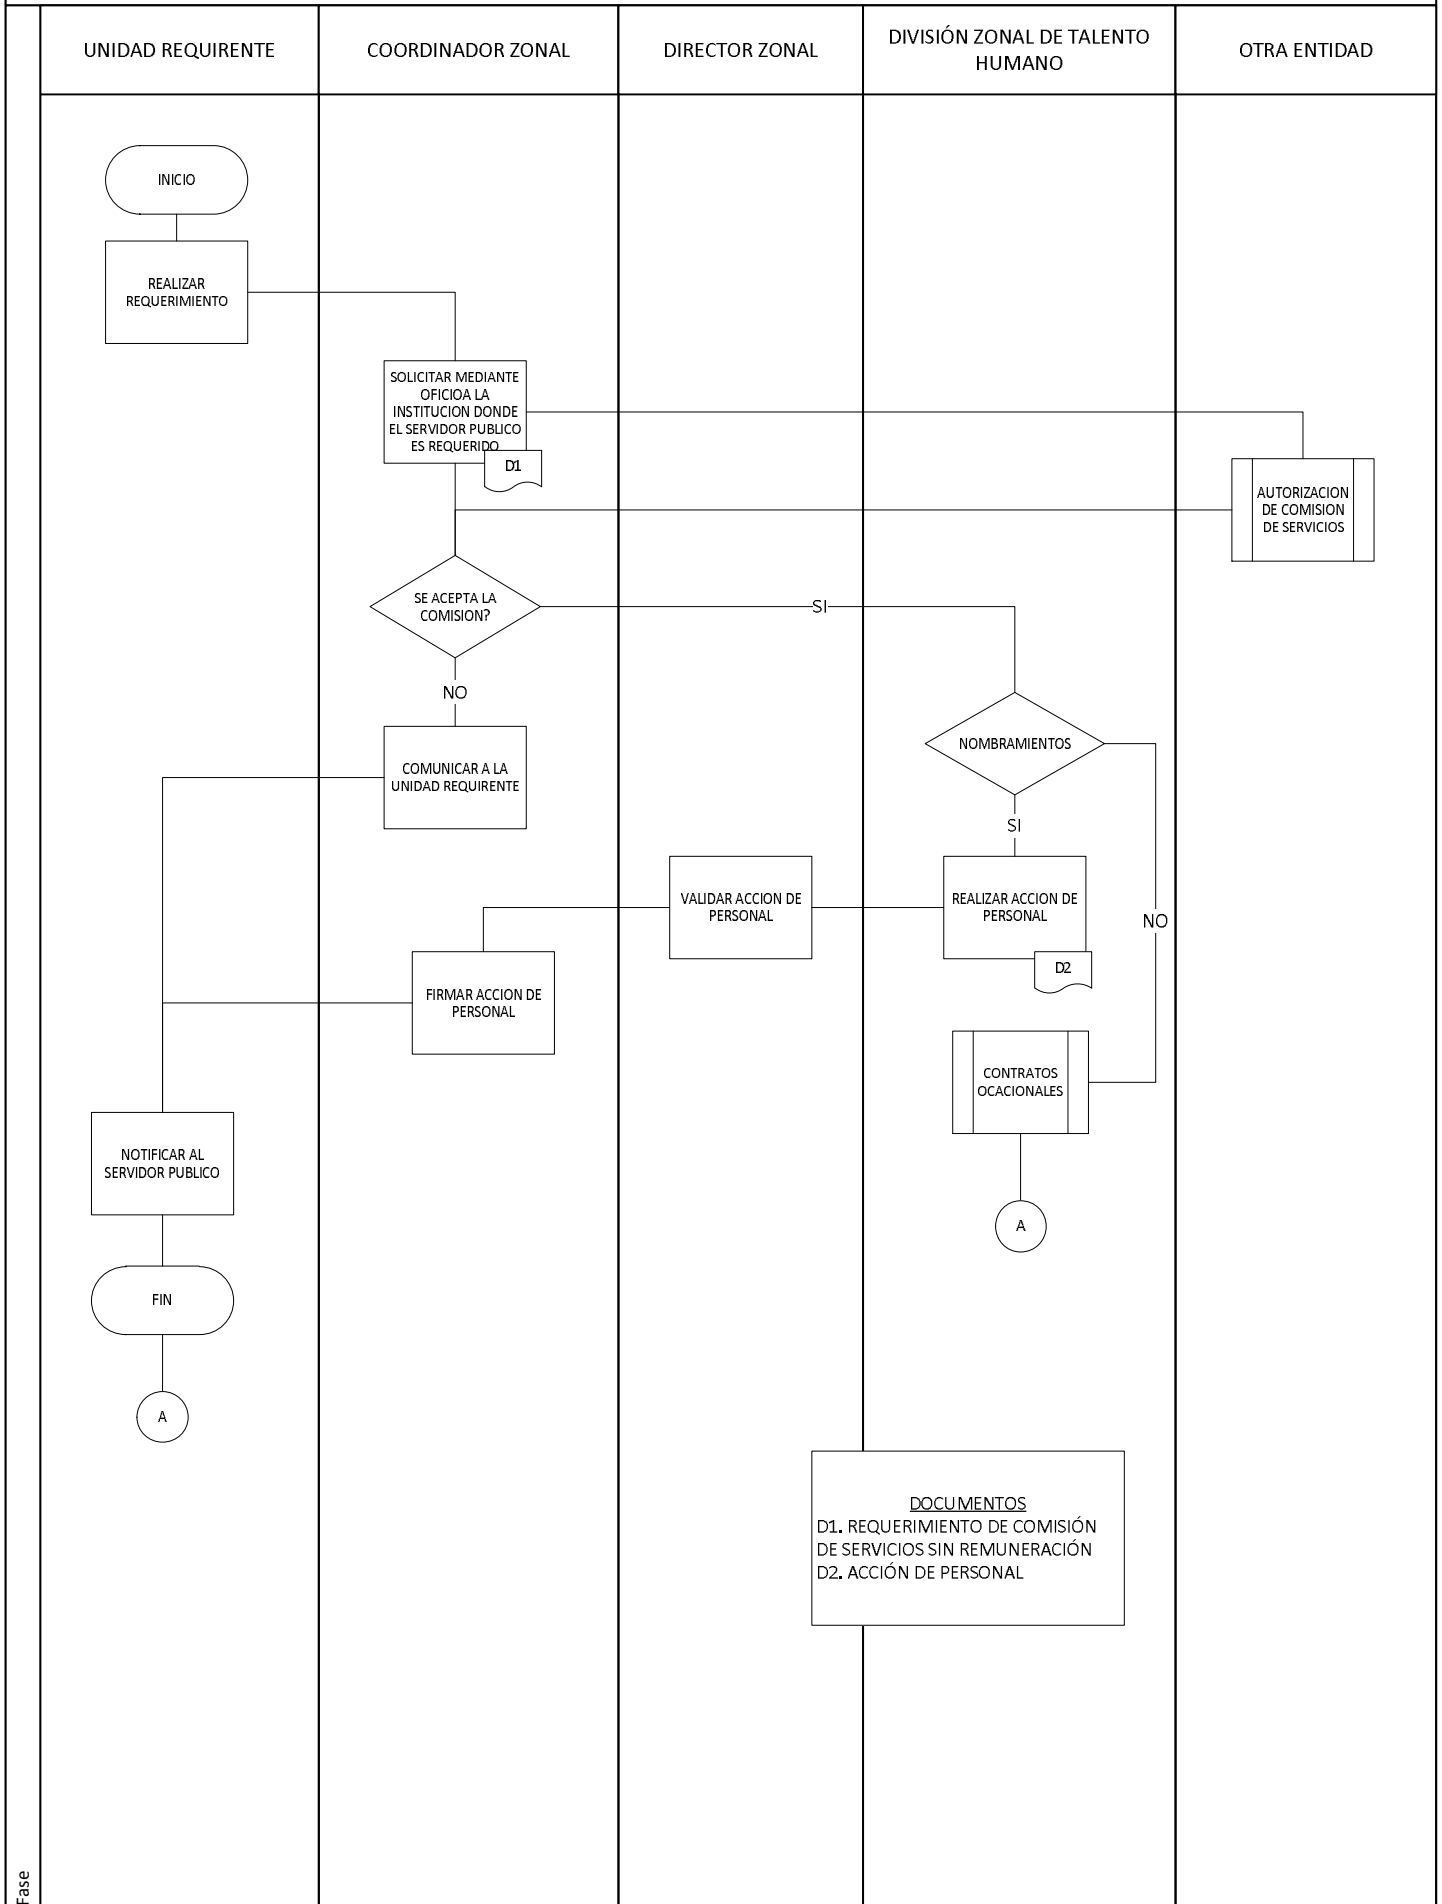 UNIDAD REQUIRENTE
COORDINADOR ZONAL
DIRECTOR ZONAL
DIVISIÓN ZONAL DE TALENTO
HUMANO
OTRA ENTIDAD
INICIO
REALIZAR
REQUERIMIENTO
SOLICITAR MEDIANTE
OFICIOA LA
INSTITUCION DONDE
EL SERVIDOR PUBLICO
ES REQUERIDO
D1
AUTORIZACION
DE COMISION
DE SERVICIOS
SE ACEPTA LA
COMISION?
SI
NO
NOMBRAMIENTOS
COMUNICAR A LA
UNIDAD REQUIRENTE
SI
VALIDAR ACCION DE
PERSONAL
REALIZAR ACCION DE
PERSONAL
NO
D2
FIRMAR ACCION DE
PERSONAL
CONTRATOS
OCACIONALES
NOTIFICAR AL
SERVIDOR PUBLICO
A
FIN
A
DOCUMENTOS
D1. REQUERIMIENTO DE COMISIÓN
DE SERVICIOS SIN REMUNERACIÓN
D2. ACCIÓN DE PERSONAL
Fase